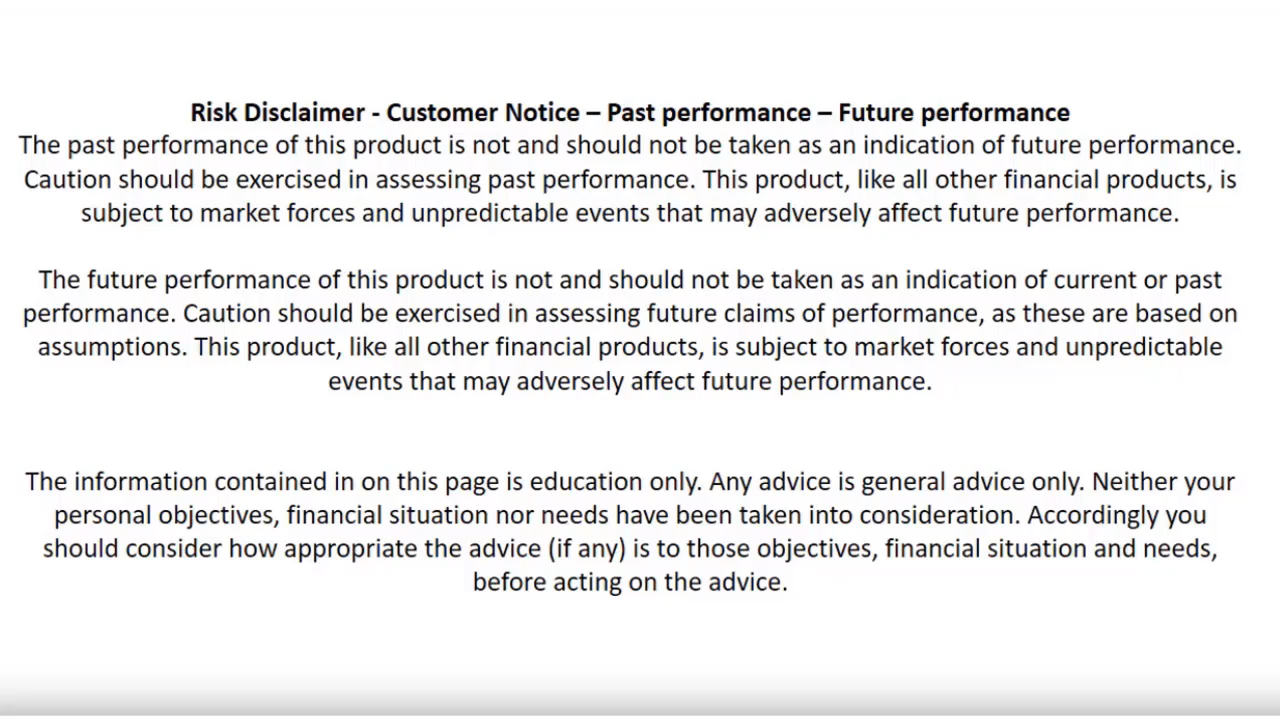 Risk Disclaimer - Customer Notice – Past performance – Future performance
The past performance of this product is not and should not be taken as an indication of future performance.
Caution should be exercised in assessing past performance. This product, like all other financial products, is
subject to market forces and unpredictable events that may adversely affect future performance.
The future performance of this product is not and should not be taken as an indication of current or past
performance. Caution should be exercised in assessing future claims of performance, as these are based on
assumptions. This product, like all other financial products, is subject to market forces and unpredictable
events that may adversely affect future performance.
The information contained in on this page is education only. Any advice is general advice only. Neither your
personal objectives, financial situation nor needs have been taken into consideration. Accordingly you
should consider how appropriate the advice (if any) is to those objectives, financial situation and needs,
before acting on the advice.